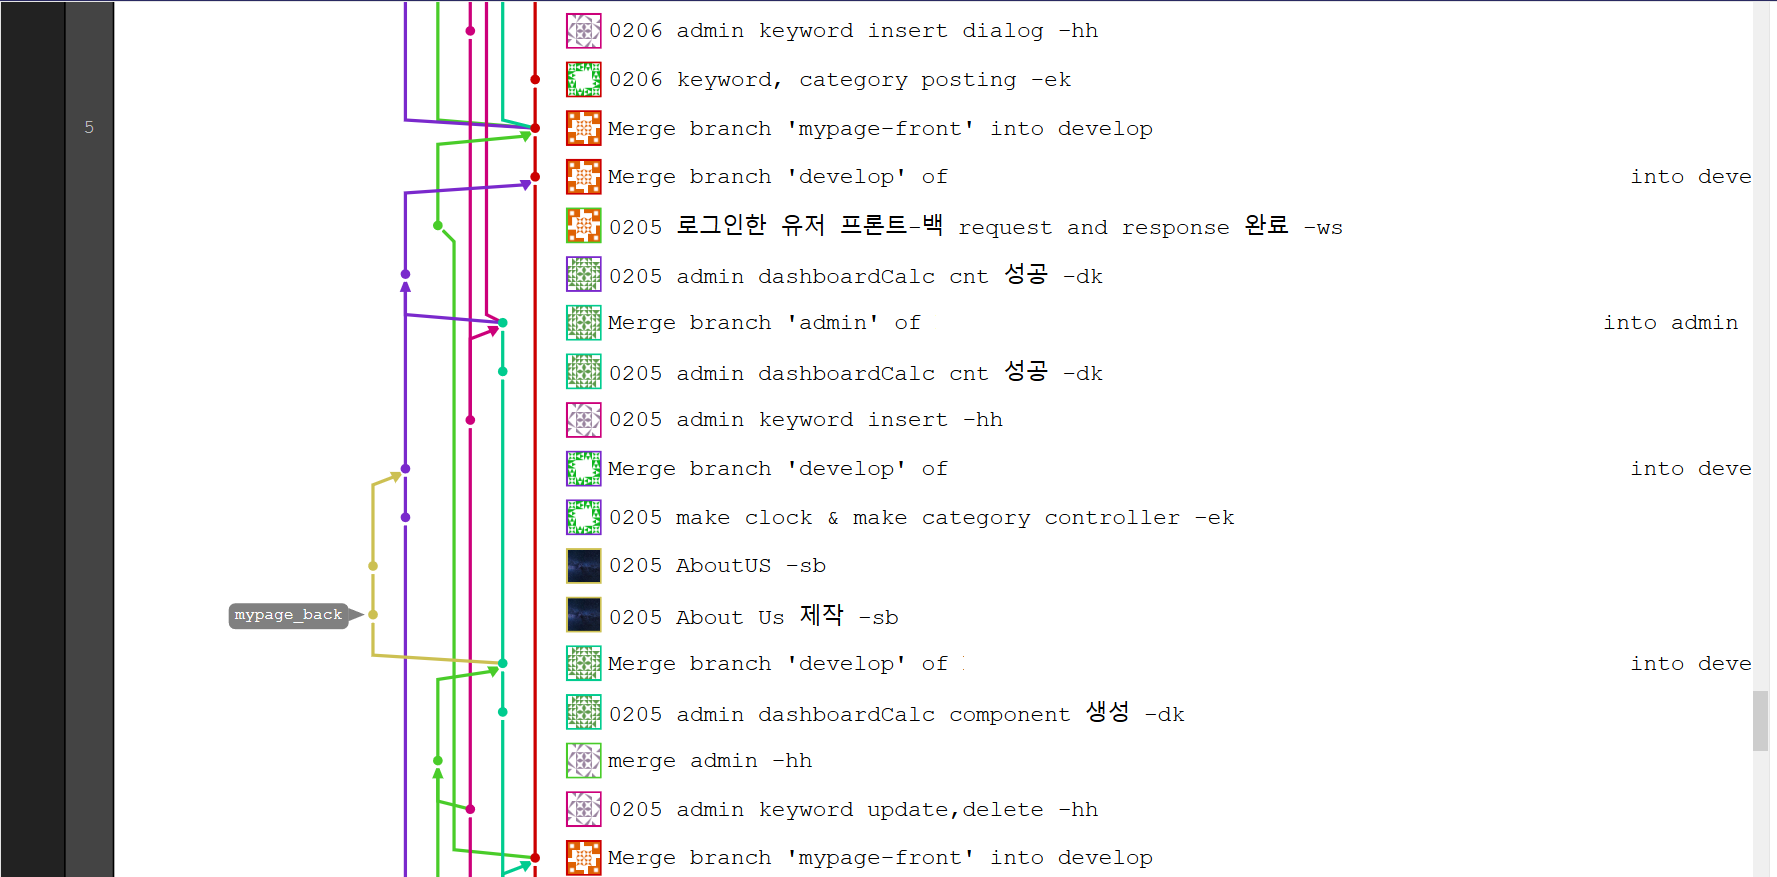 0206 admin keyword insert dialog -hh
0206 keyword, category posting -ek
5 Merge branch 'mypage-front' into develop
Merge branch 'develop' of into deve
0205 로그인한 유저 프론트-백 request and response 완료 -ws
0205 admin dashboardCalc cnt 성공 -dk
Merge branch 'admin' of into admin
0205 admin dashboardCalc cnt 성공 -dk
0205 admin keyword insert -hh
Merge branch 'develop' of into deve
0205 make clock & make category controller -ek
0205 AboutUS -sb
mypage_back 0205 About Us 제작 -sb
Merge branch 'develop' of into deve
0205 admin dashboardCalc component 생성 -dk
merge admin -hh
0205 admin keyword update,delete -hh
Merge branch 'mypage-front' into develop